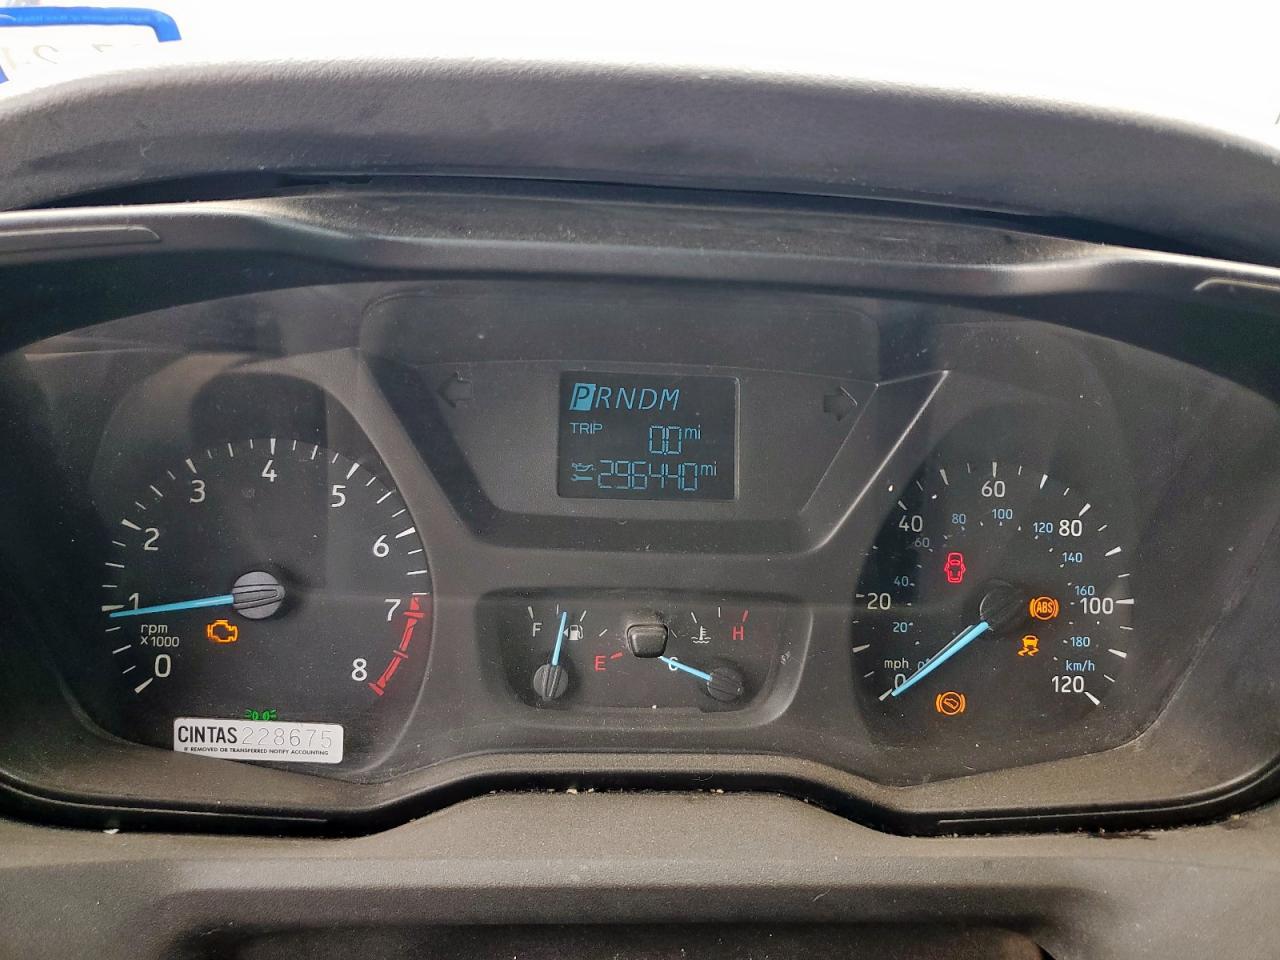 PRNDM
TRIP 0.0 mi
296440 mi
0 1 2 3 4 5 6 7 8
rpm
x1000
F E
C H
0 20 40 60 80 100 120
20 40 60 80 100 120 140 160 180
mph
km/h
ABS
CINTAS 228675
IF REMOVED OR TRANSFERRED NOTIFY ACCOUNTING